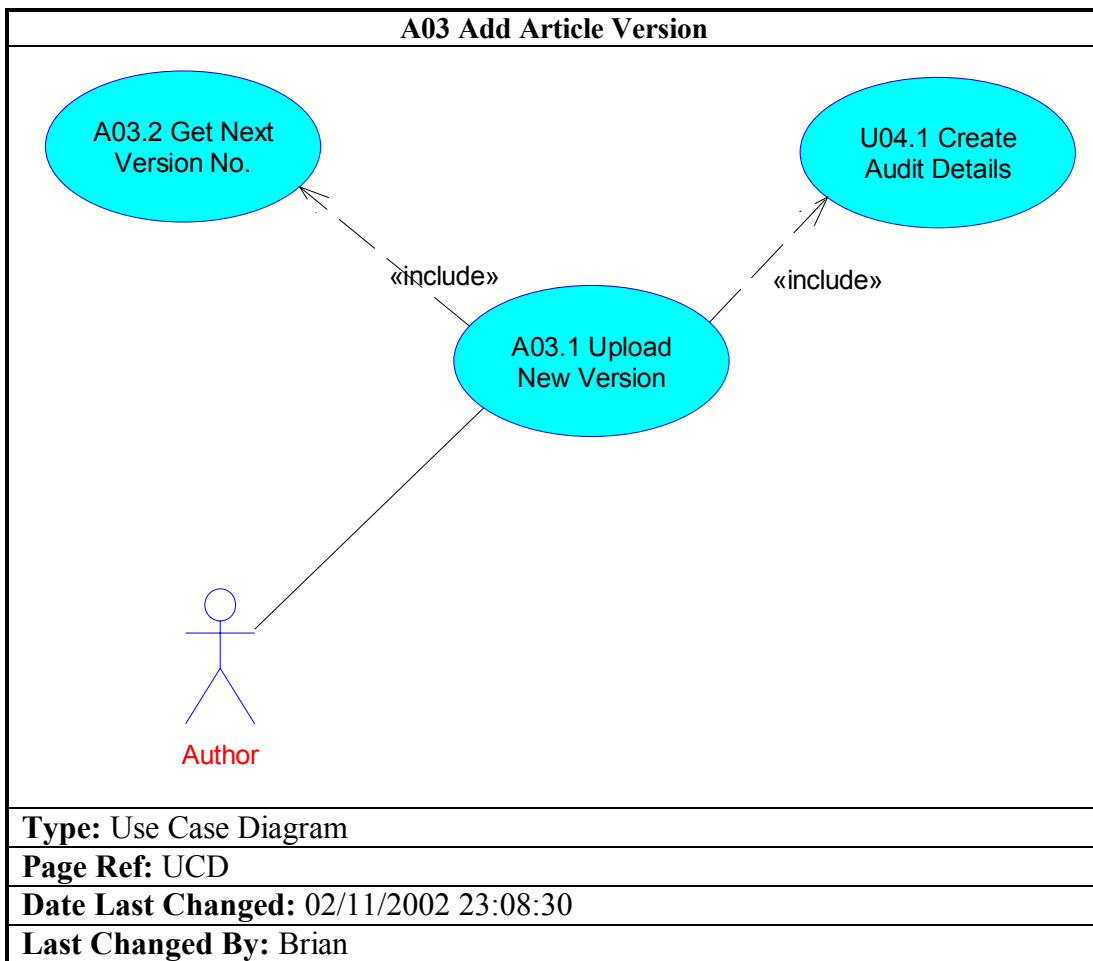 A03 Add Article Version
A03.2 Get Next
Version No.
U04.1 Create
Audit Details
«include»
«include»
A03.1 Upload
New Version
Author
Type: Use Case Diagram
Page Ref: UCD
Date Last Changed: 02/11/2002 23:08:30
Last Changed By: Brian